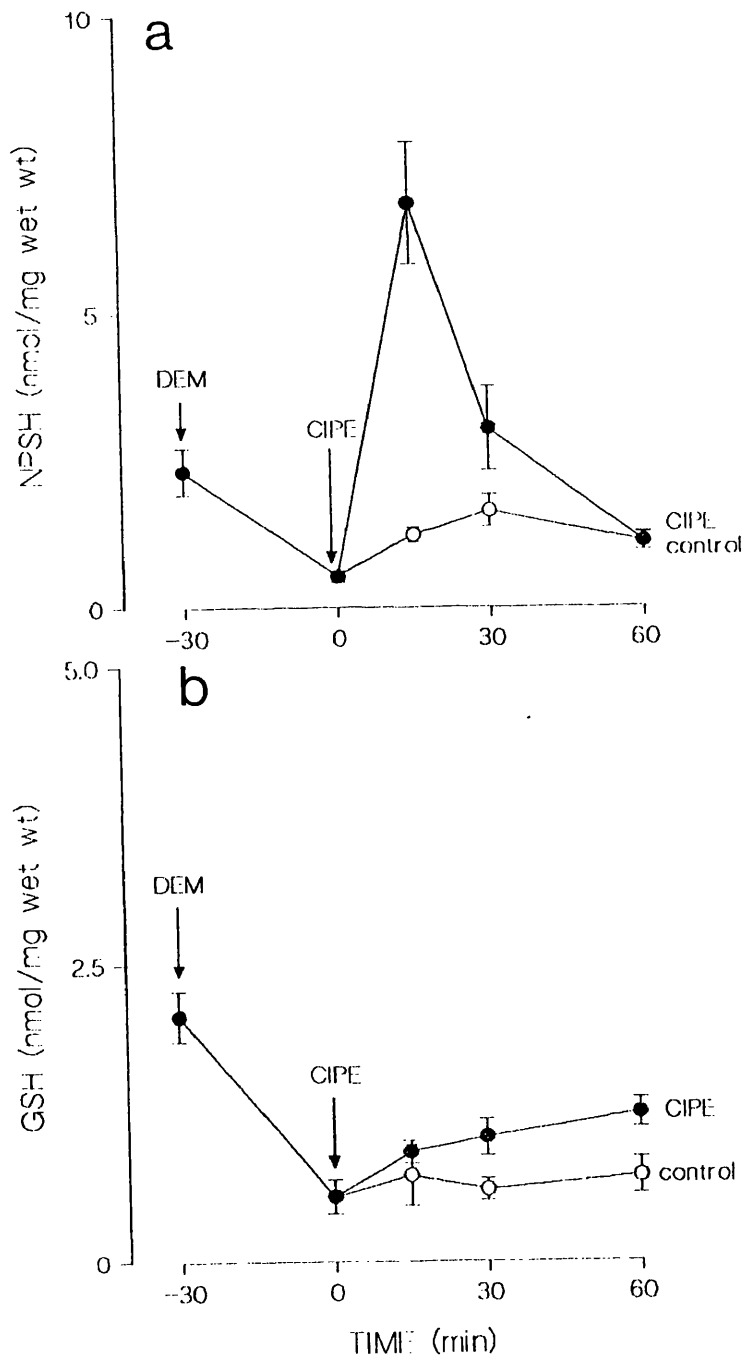 10
a
NPSH (nmol/mg wet wt)
5
DEM
CIPE
CIPE
control
0
-30
0
30
60
5.0
b
GSH (nmol/mg wet wt)
DEM
2.5
CIPE
CIPE
control
0
-30
0
30
60
TIME (min)